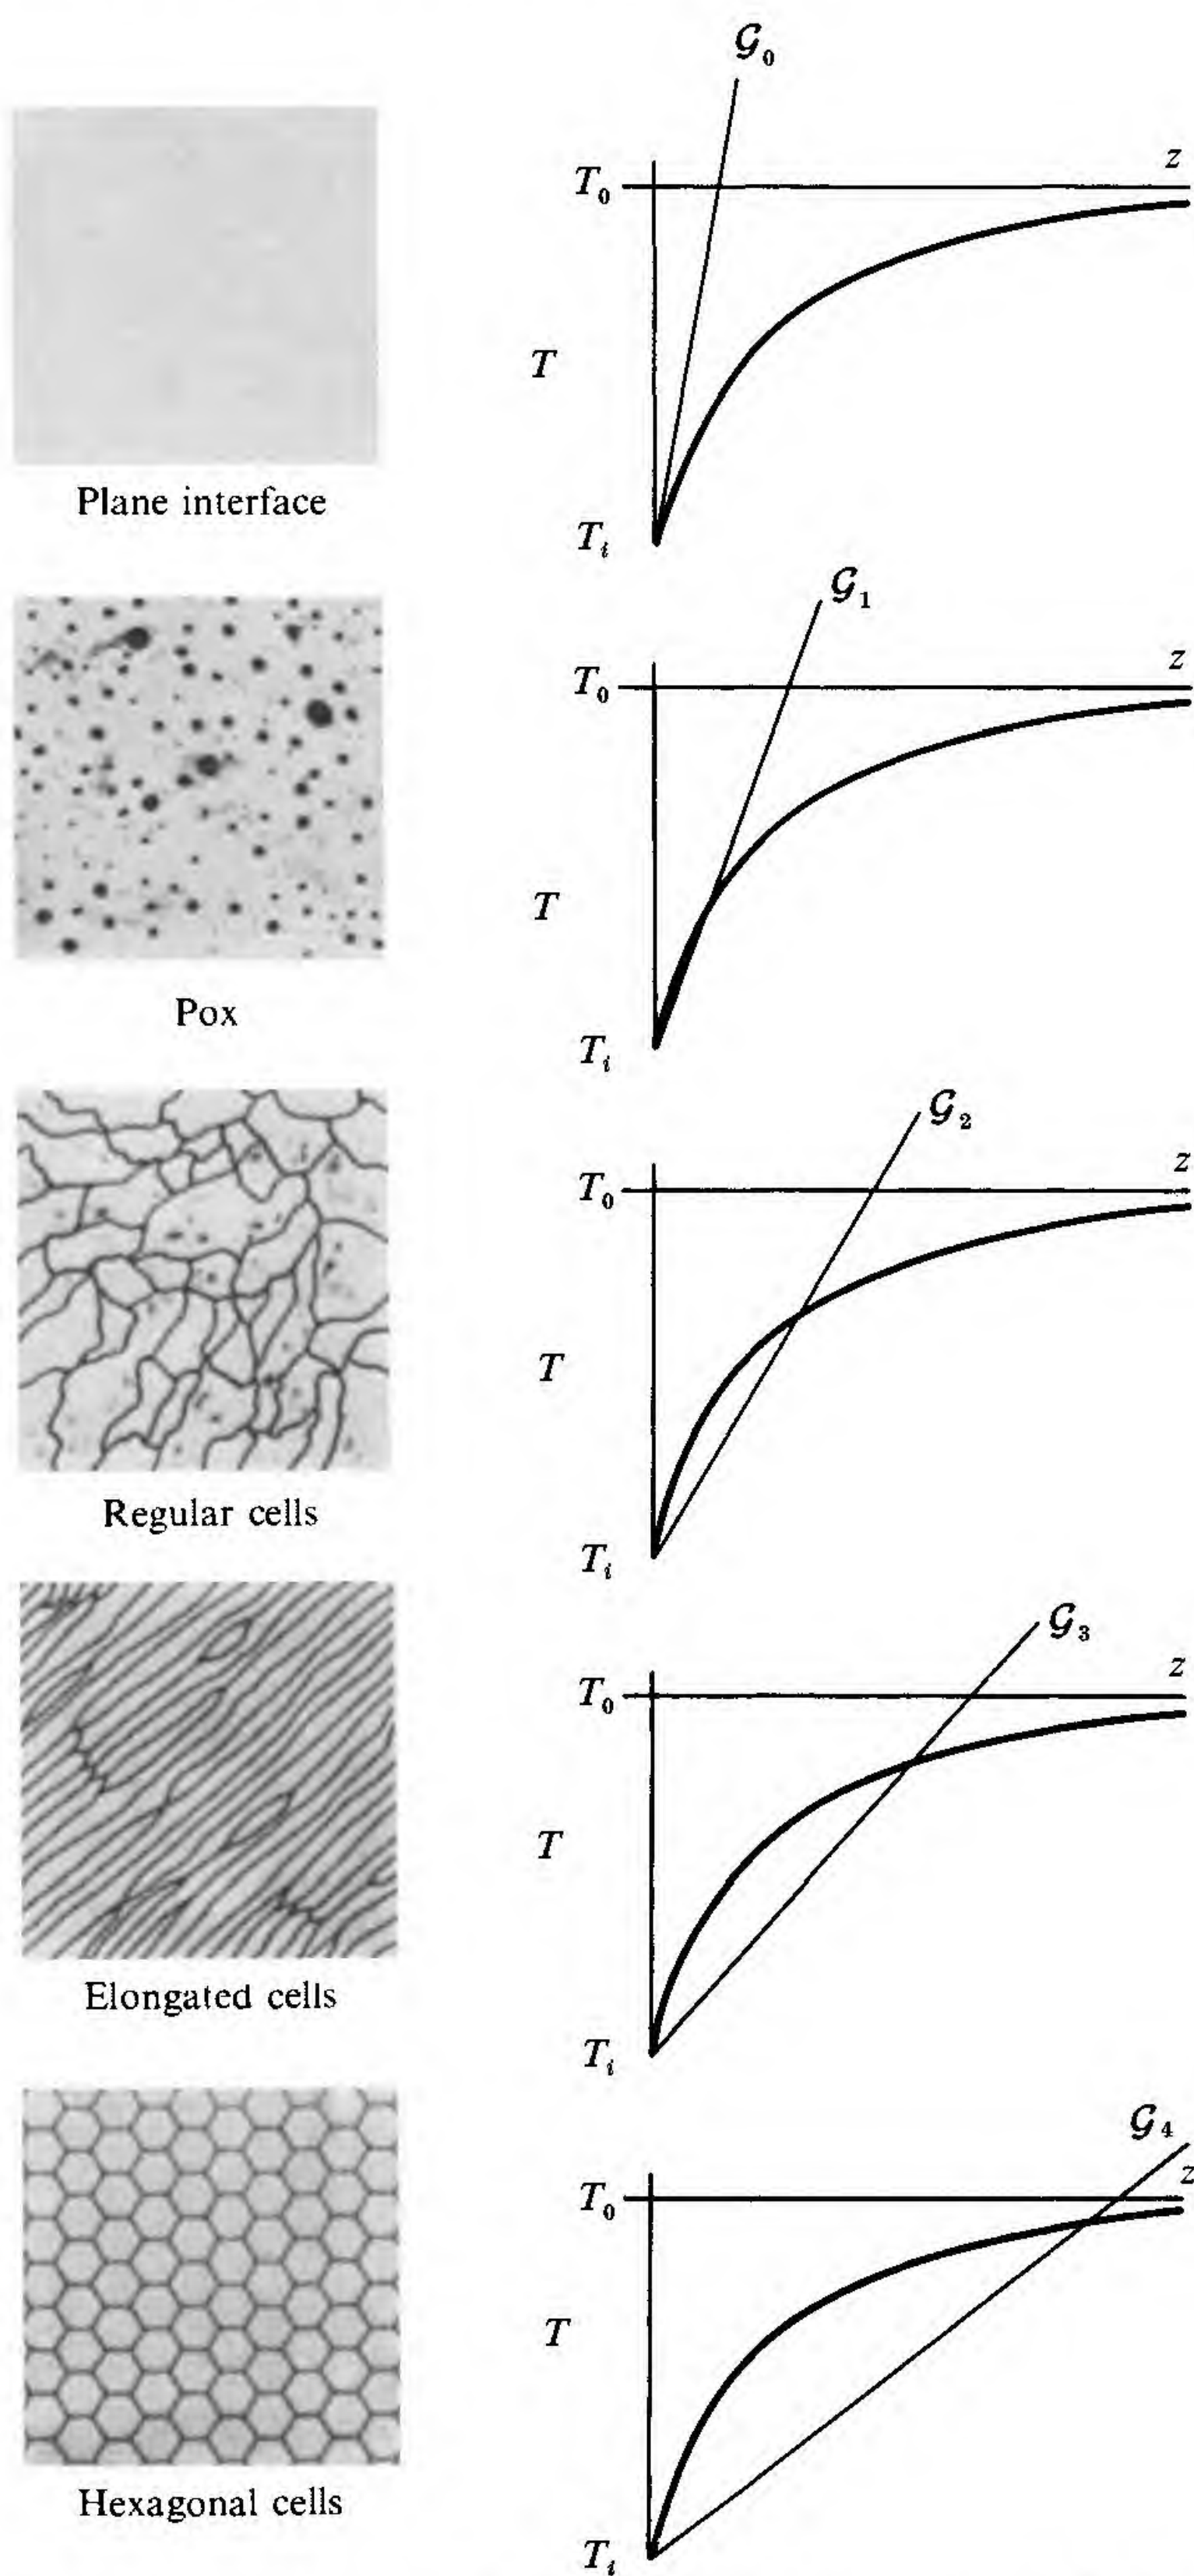 𝒢₀
T₀
z
T
Tᵢ
Plane interface
𝒢₁
T₀
z
T
Tᵢ
Pox
𝒢₂
T₀
z
T
Tᵢ
Regular cells
𝒢₃
T₀
z
T
Tᵢ
Elongated cells
𝒢₄
T₀
z
T
Tᵢ
Hexagonal cells